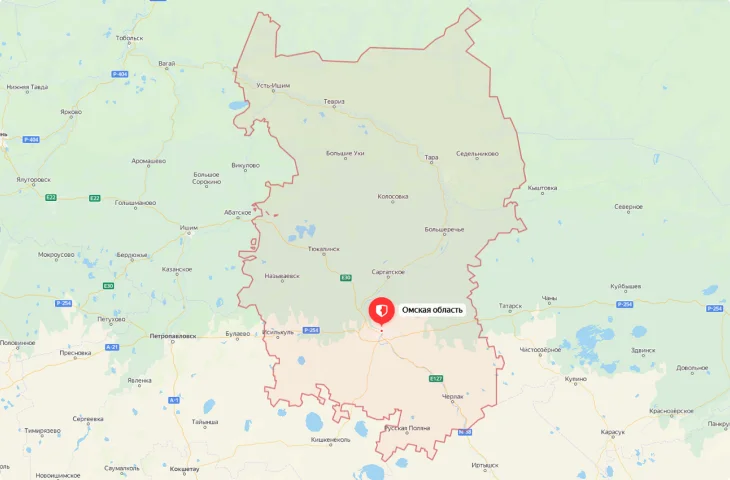 Тобольск
Вагай
Р-404
Нижняя Тавда
Усть-Ишим
Тевриз
Ярково
Р-404
Большие Уки
Тара
Седельниково
Аромашево
Викулово
Ялуторовск
Большое
Сорокино
Кыштовка
Е22
Е22
Голышманово
Колосовка
Северное
Абатское
Ишим
Большеречье
Тюкалинск
Мокроусово
Бердюжье
Казанское
Называевск
Е30
Саргатское
Е30
Куйбышев
Чаны
Р-254
Татарск
Р-254
Р-254
Омская область
Петухово
Р-254
Исилькуль
Булаево
Петропавловск
Половинное
А-21
Пресновка
Чистоозёрное
Здвинск
Довольное
Явленка
Е127
Купино
А-1
Черлак
Краснозёрское
Сергеевка
Тайынша
Русская Поляна
Тимирязево
Карасук
Кишкенеколь
Иртышск
Саумалколь
Кокшетау
Новоишимское